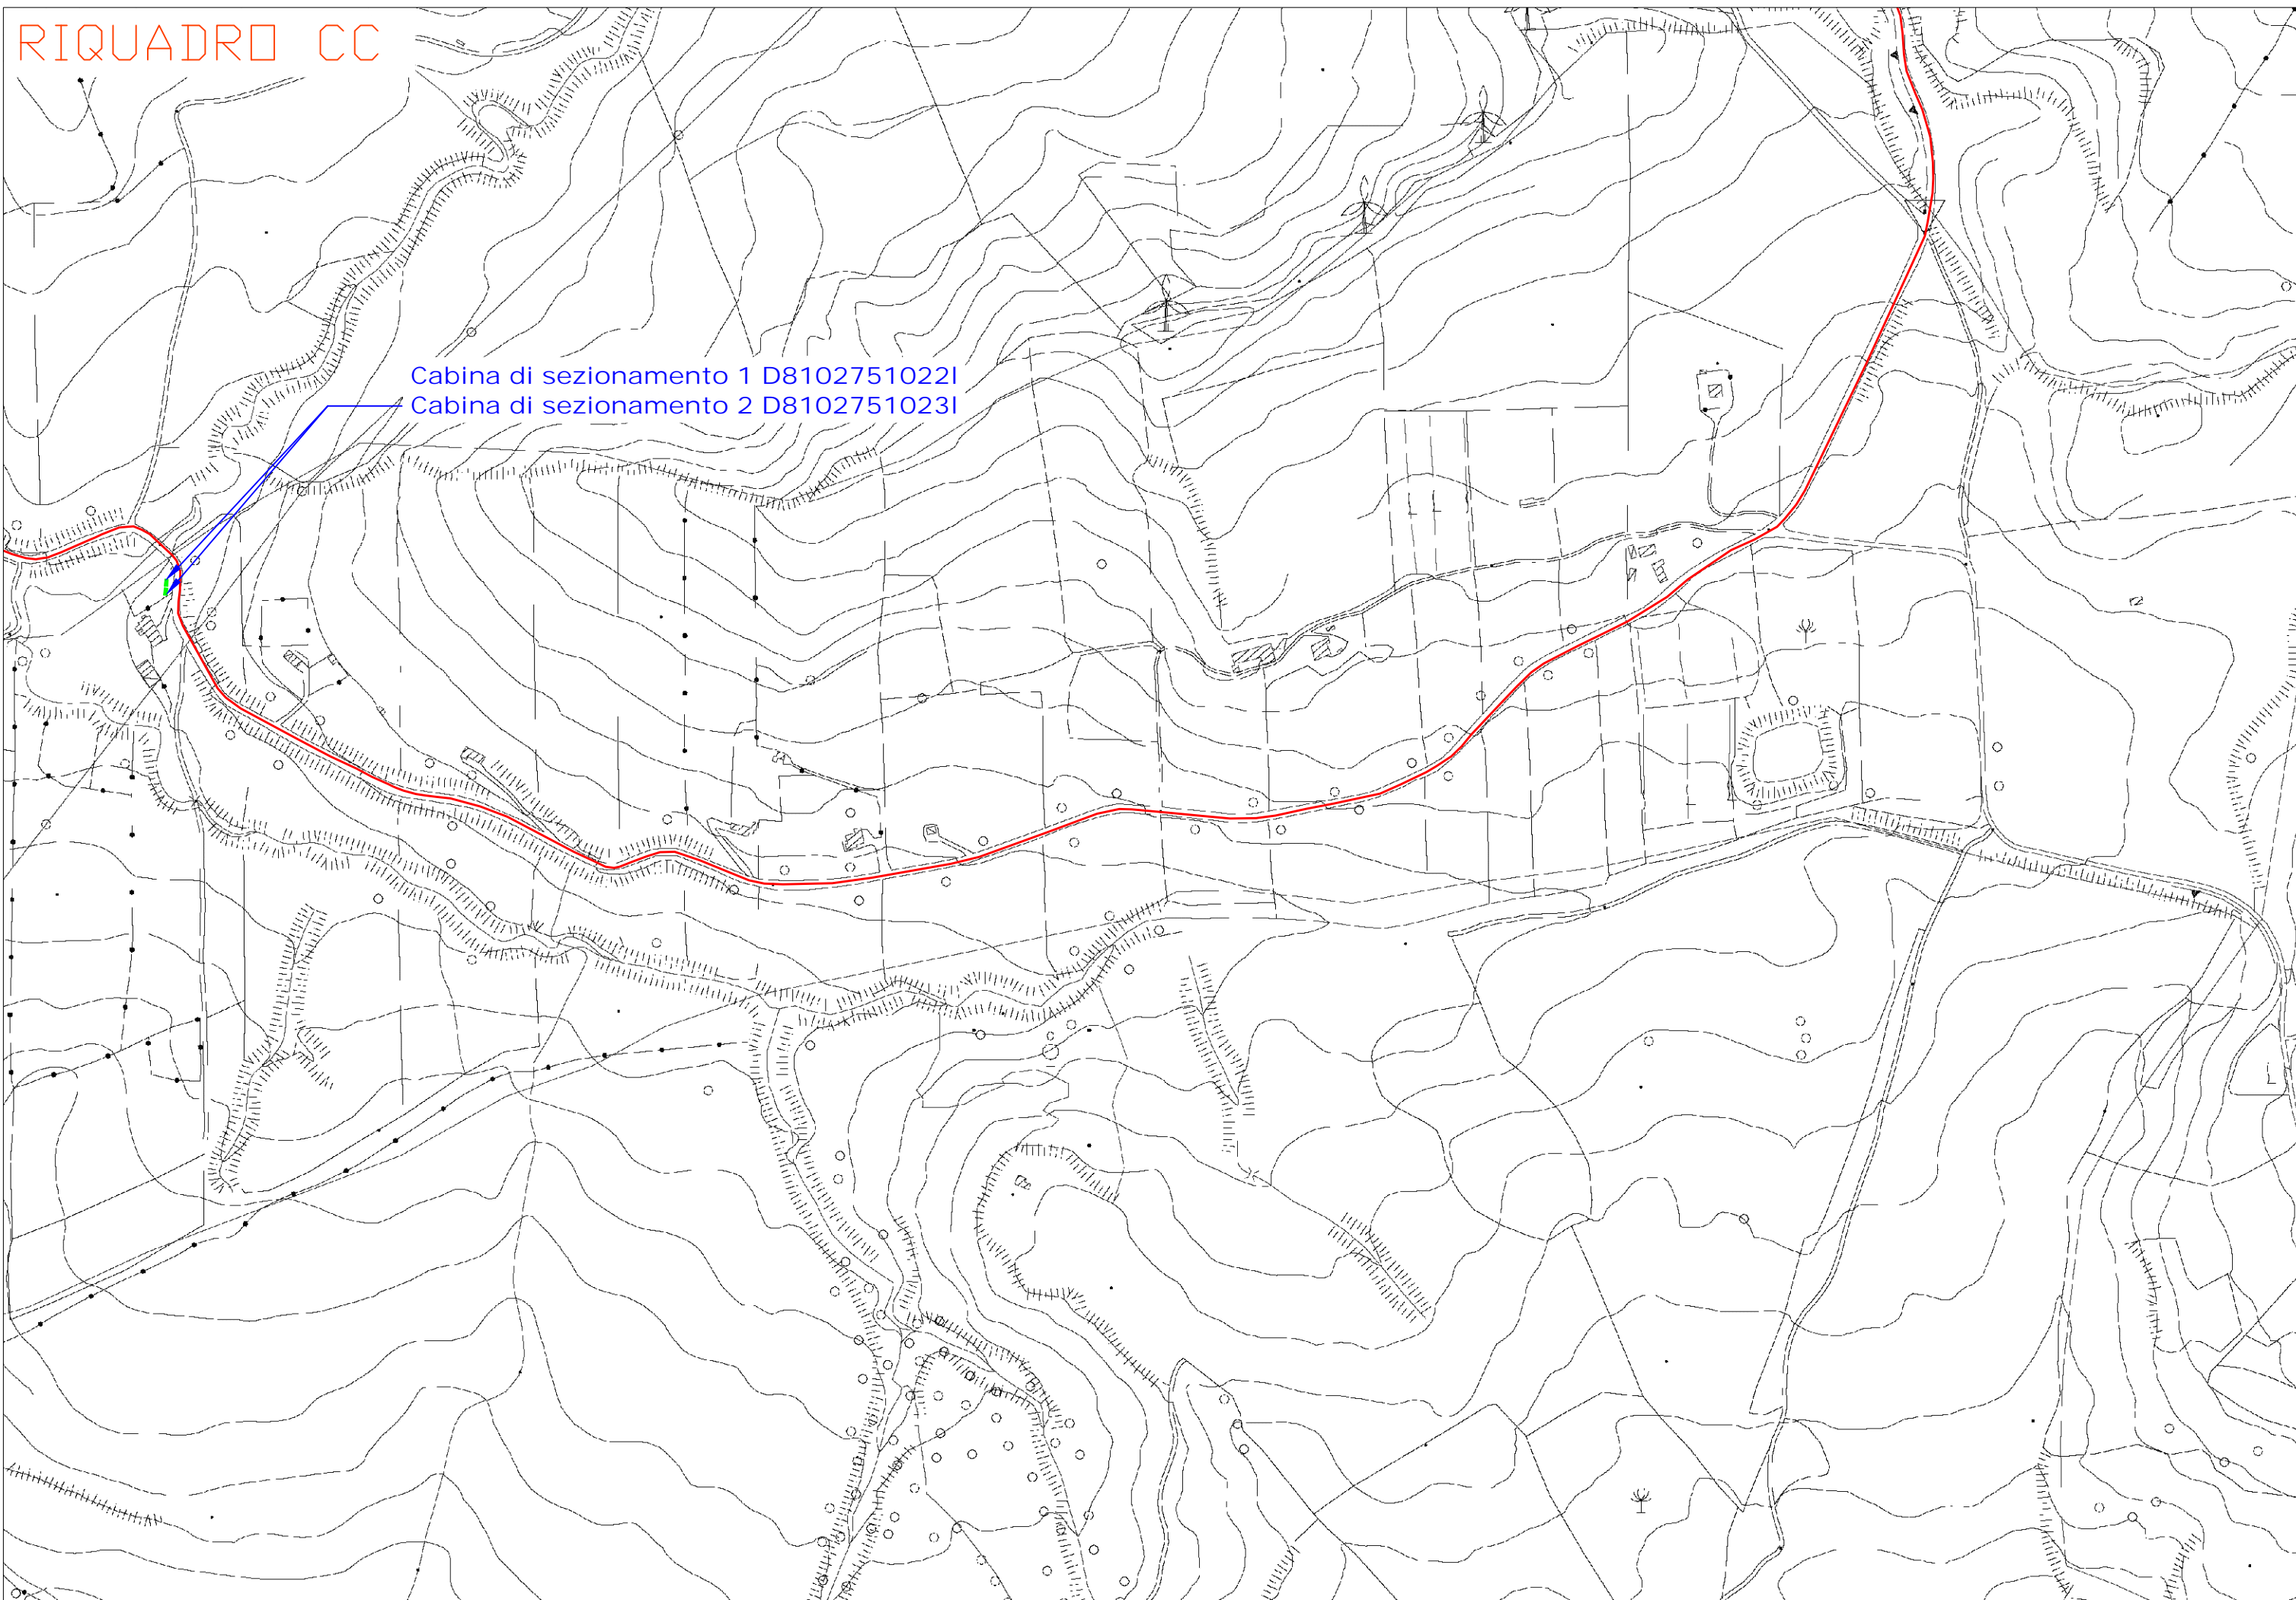 RIQUADRO CC
Cabina di sezionamento 1 D8102751022I
Cabina di sezionamento 2 D8102751023I